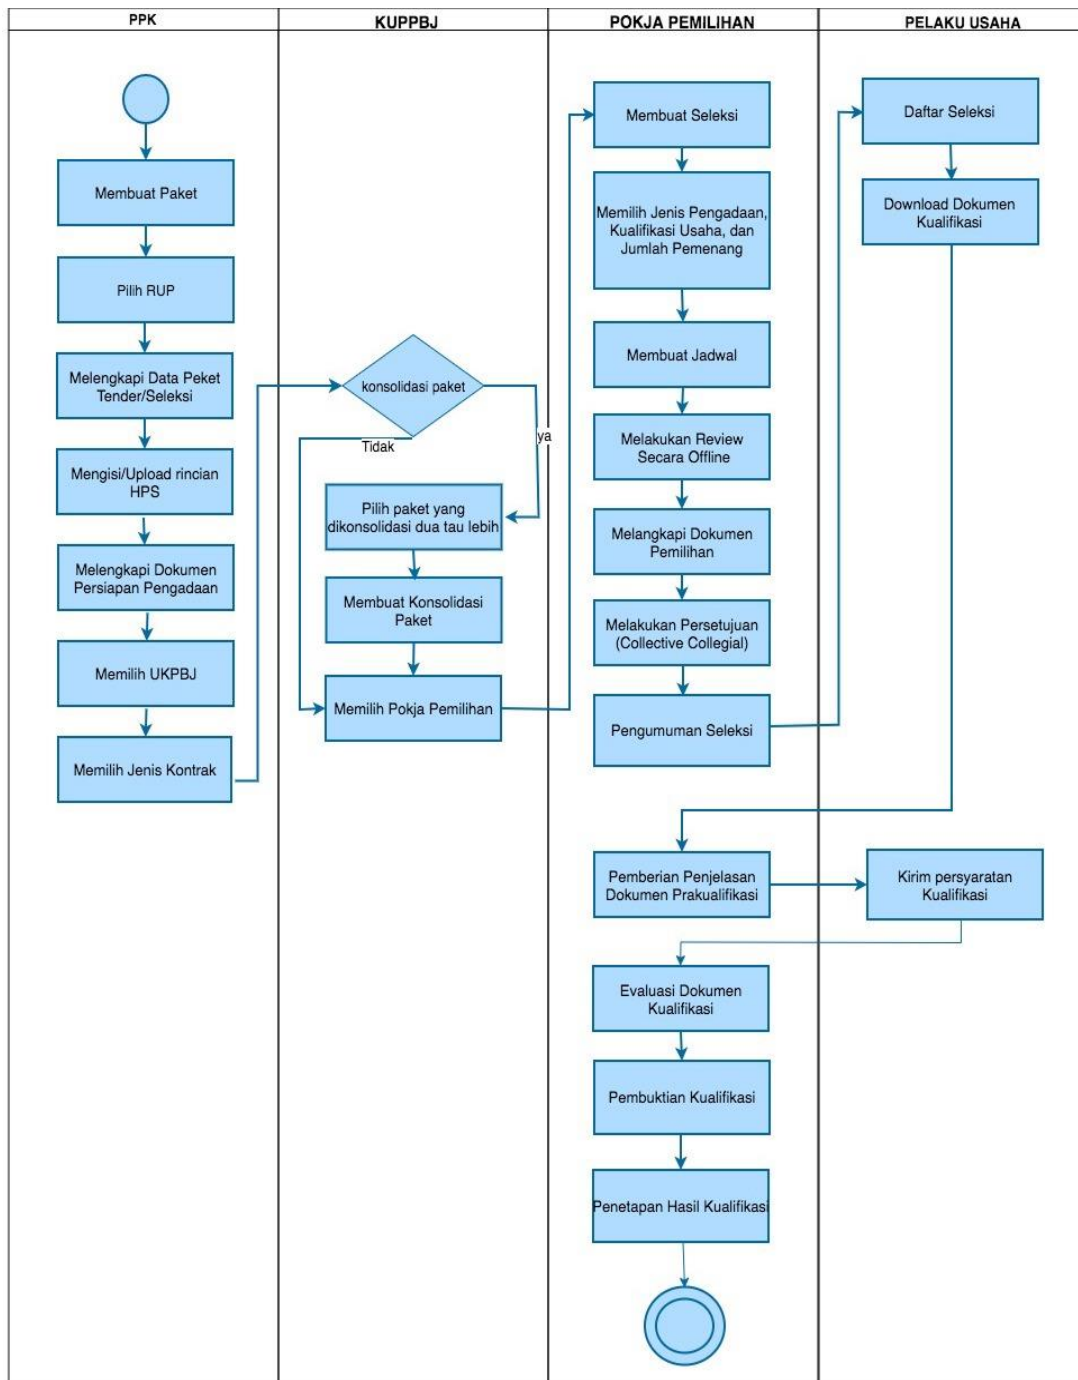 PPK
KUPPBJ
POKJA PEMILIHAN
PELAKU USAHA
Membuat Paket
Pilih RUP
Melengkapi Data Peket
Tender/Seleksi
Mengisi/Upload rincian
HPS
Melengkapi Dokumen
Persiapan Pengadaan
Memilih UKPBJ
Memilih Jenis Kontrak
konsolidasi paket
Tidak
ya
Pilih paket yang
dikonsolidasi dua tau lebih
Membuat Konsolidasi
Paket
Memilih Pokja Pemilihan
Membuat Seleksi
Memilih Jenis Pengadaan,
Kualifikasi Usaha, dan
Jumlah Pemenang
Membuat Jadwal
Melakukan Review
Secara Offline
Melangkapi Dokumen
Pemilihan
Melakukan Persetujuan
(Collective Collegial)
Pengumuman Seleksi
Daftar Seleksi
Download Dokumen
Kualifikasi
Pemberian Penjelasan
Dokumen Prakualifikasi
Kirim persyaratan
Kualifikasi
Evaluasi Dokumen
Kualifikasi
Pembuktian Kualifikasi
Penetapan Hasil Kualifikasi